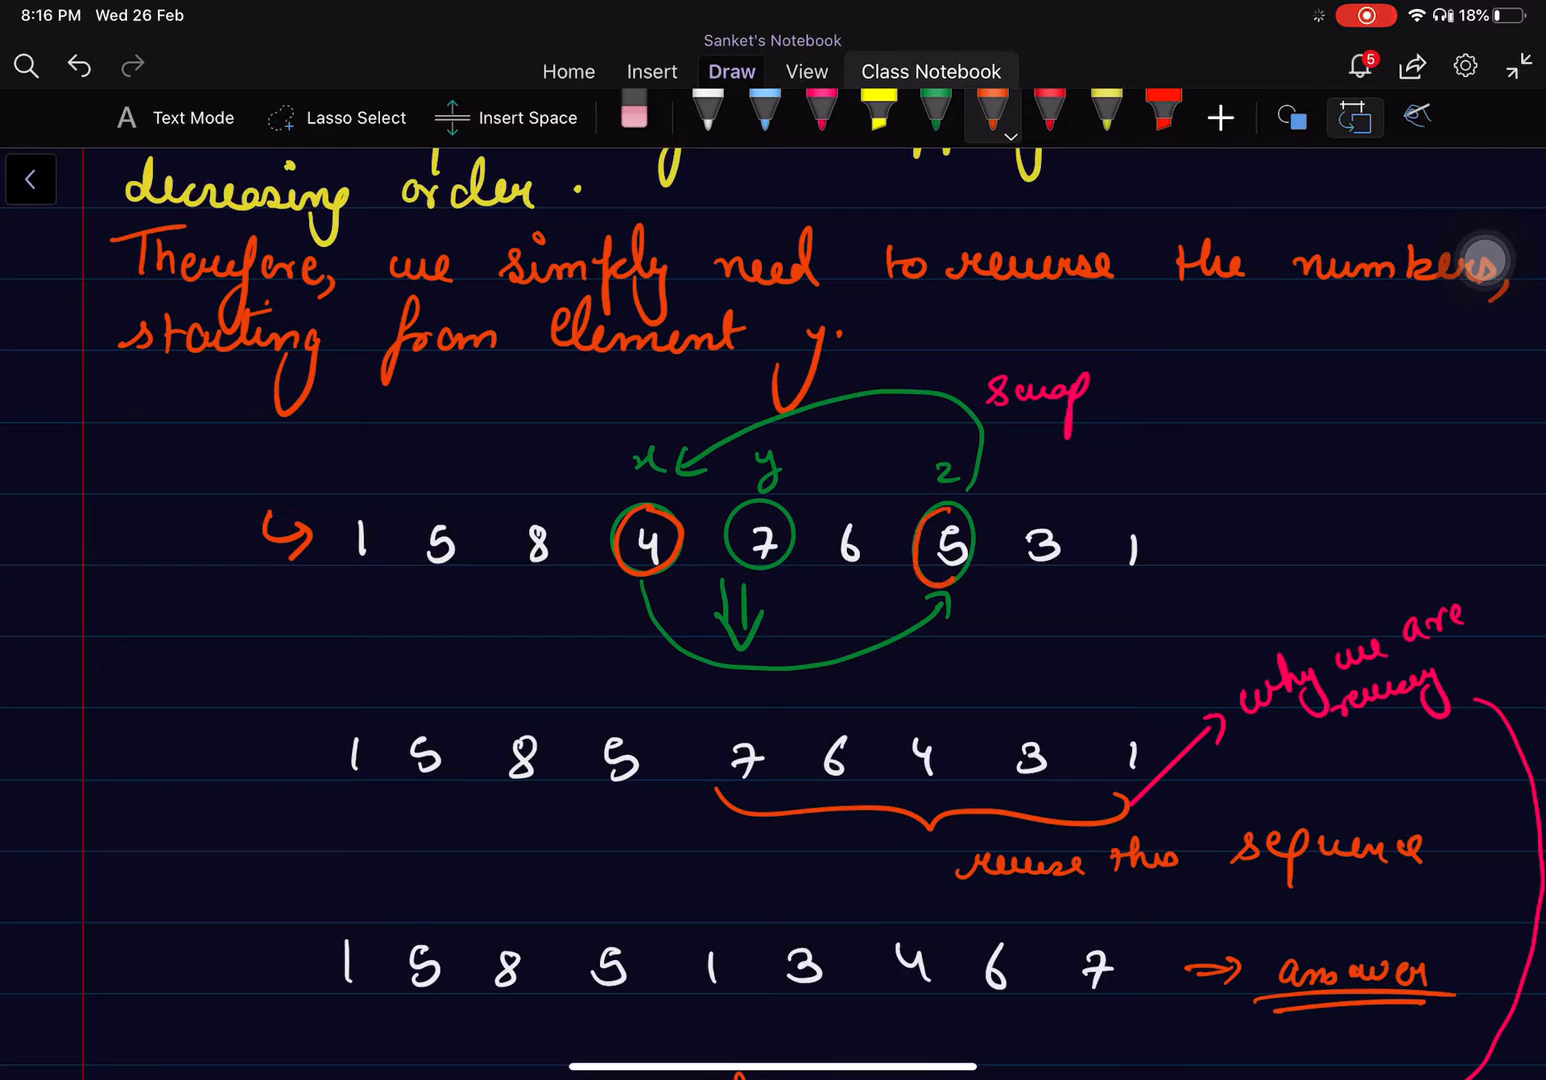 8:16 PM Wed 26 Feb
18%
Sanket's Notebook
Home Insert Draw View Class Notebook
5
Text Mode Lasso Select Insert Space
decreasing order.
Therefore, we simply need to reverse the numbers,
starting from element y.
swap
x y z
1 5 8 4 7 6 5 3 1
why we are
1 5 8 5 7 6 4 3 1
reverse this sequence
1 5 8 5 1 3 4 6 7 ⇒ answer